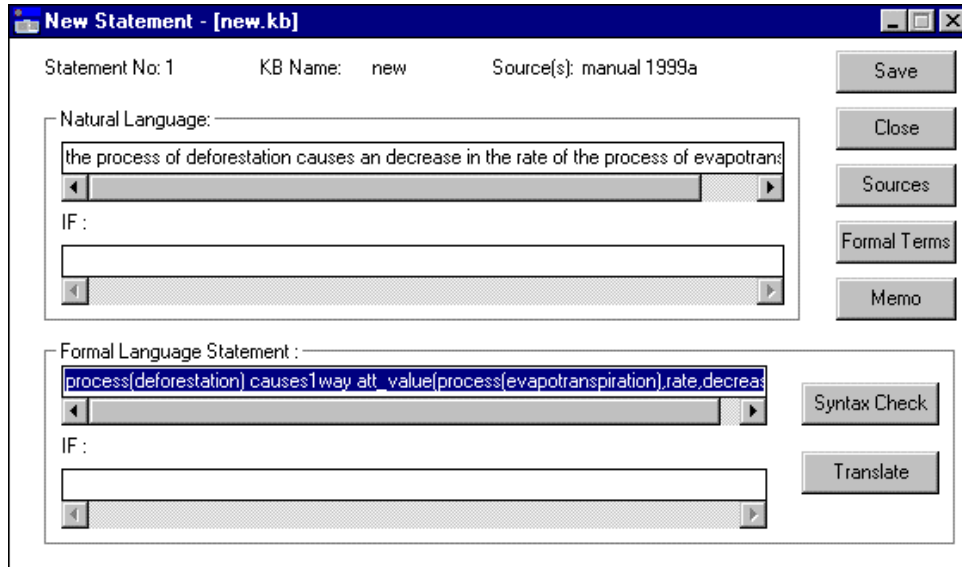 New Statement - [new.kb]
Statement No: 1 KB Name: new Source(s): manual 1999a
Save
Natural Language:
Close
the process of deforestation causes an decrease in the rate of the process of evapotrans
Sources
IF :
Formal Terms
Memo
Formal Language Statement :
process(deforestation) causes1way att_value(process(evapotranspiration),rate,decreas
Syntax Check
IF :
Translate